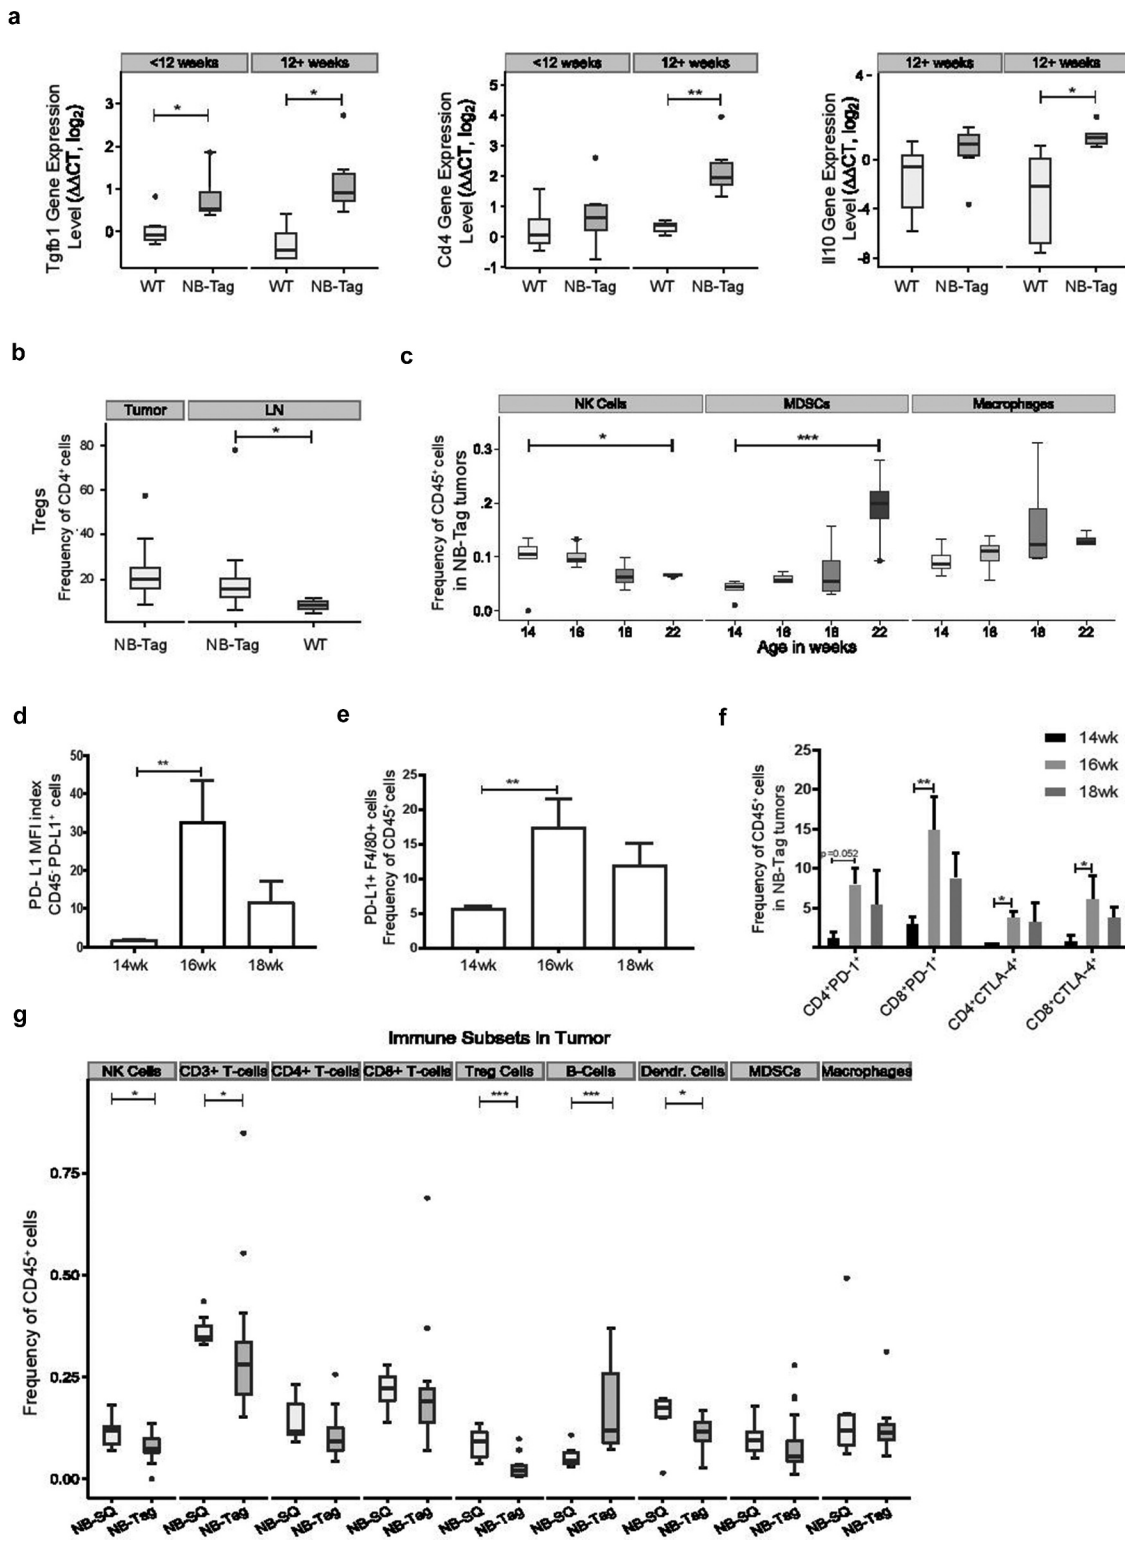 a
<12 weeks 12+ weeks
Tgfb1 Gene Expression
Level (ΔΔCT, log2)
3
2
1
0
*
*
WT NB-Tag WT NB-Tag
<12 weeks 12+ weeks
Cd4 Gene Expression
Level (ΔΔCT, log2)
5
4
3
2
1
0
-1
**
WT NB-Tag WT NB-Tag
12+ weeks 12+ weeks
Il10 Gene Expression
Level (ΔΔCT, log2)
4
0
-4
-8
*
WT NB-Tag WT NB-Tag
b
Tumor LN
Tregs
Frequency of CD4+ cells
80
60
40
20
*
NB-Tag NB-Tag WT
c
NK Cells MDSCs Macrophages
Frequency of CD45+ cells
in NB-Tag tumors
0.3
0.2
0.1
0.0
* ***
14 16 18 22 14 16 18 22 14 16 18 22
Age in weeks
d
PD- L1 MFI index
CD45- PD-L1+ cells
50
40
30
20
10
0
**
14wk 16wk 18wk
e
PD-L1+ F4/80+ cells
Frequency of CD45+ cells
25
20
15
10
5
0
**
14wk 16wk 18wk
f
14wk
16wk
18wk
Frequency of CD45+ cells
in NB-Tag tumors
25
20
15
10
5
p=0.052
**
*
*
CD4+PD-1+ CD8+PD-1+ CD4+CTLA-4+ CD8+CTLA-4+
g
Immune Subsets in Tumor
NK Cells CD3+ T-cells CD4+ T-cells CD8+ T-cells Treg Cells B-Cells Dendr. Cells MDSCs Macrophages
* * *** *** *
Frequency of CD45+ cells
0.75
0.50
0.25
0.00
NB-SQ NB-Tag NB-SQ NB-Tag NB-SQ NB-Tag NB-SQ NB-Tag NB-SQ NB-Tag NB-SQ NB-Tag NB-SQ NB-Tag NB-SQ NB-Tag NB-SQ NB-Tag